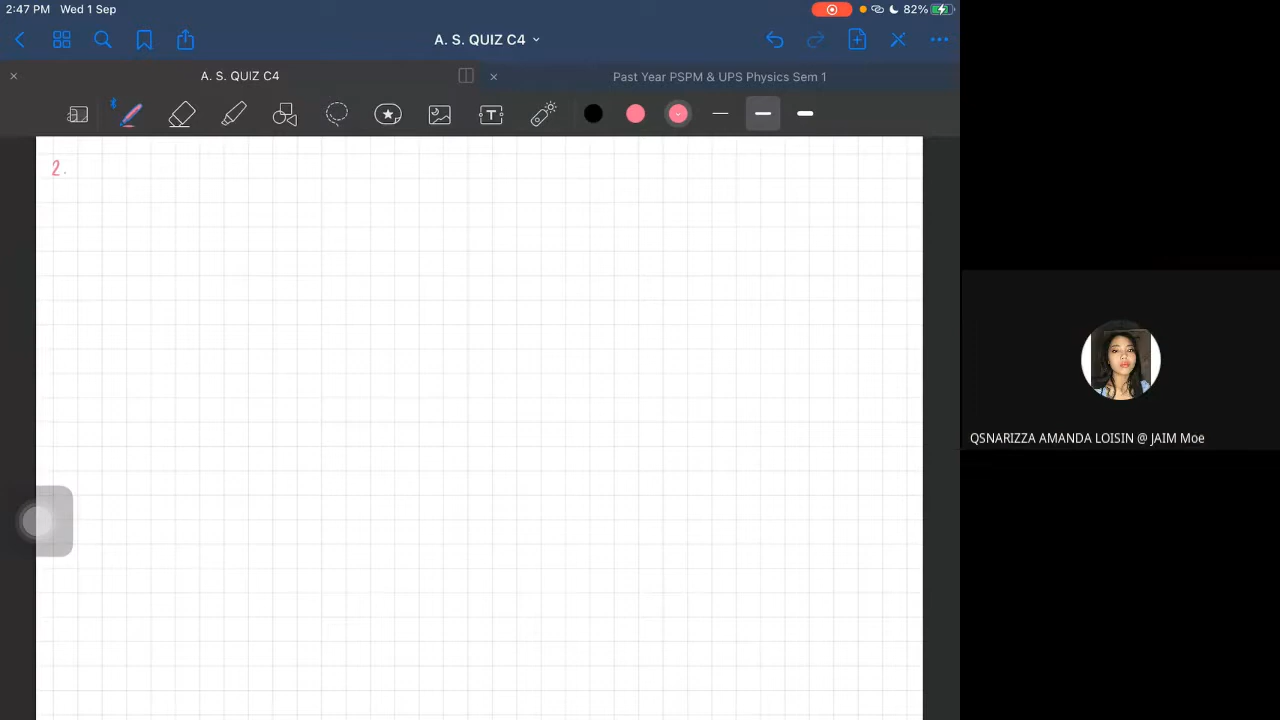 2:47 PM Wed 1 Sep
82%
A. S. QUIZ C4
A. S. QUIZ C4
Past Year PSPM & UPS Physics Sem 1
T
2.
QSNARIZZA AMANDA LOISIN @ JAIM Moe